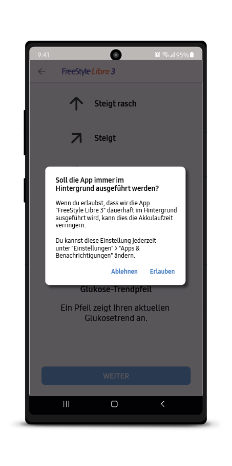 9:41 95%
FreeStyle Libre 3
Steigt rasch
Steigt
Soll die App immer im
Hintergrund ausgeführt werden?
Wenn du erlaubst, dass wir die App
"FreeStyle Libre 3" dauerhaft im Hintergrund
ausgeführt wird, kann dies die Akkulaufzeit
verringern.
Du kannst diese Einstellung jederzeit
unter "Einstellungen" > "Apps &
Benachrichtigungen" ändern.
Ablehnen Erlauben
Glukose-Trendpfeil
Ein Pfeil zeigt Ihren aktuellen
Glukosetrend an.
WEITER